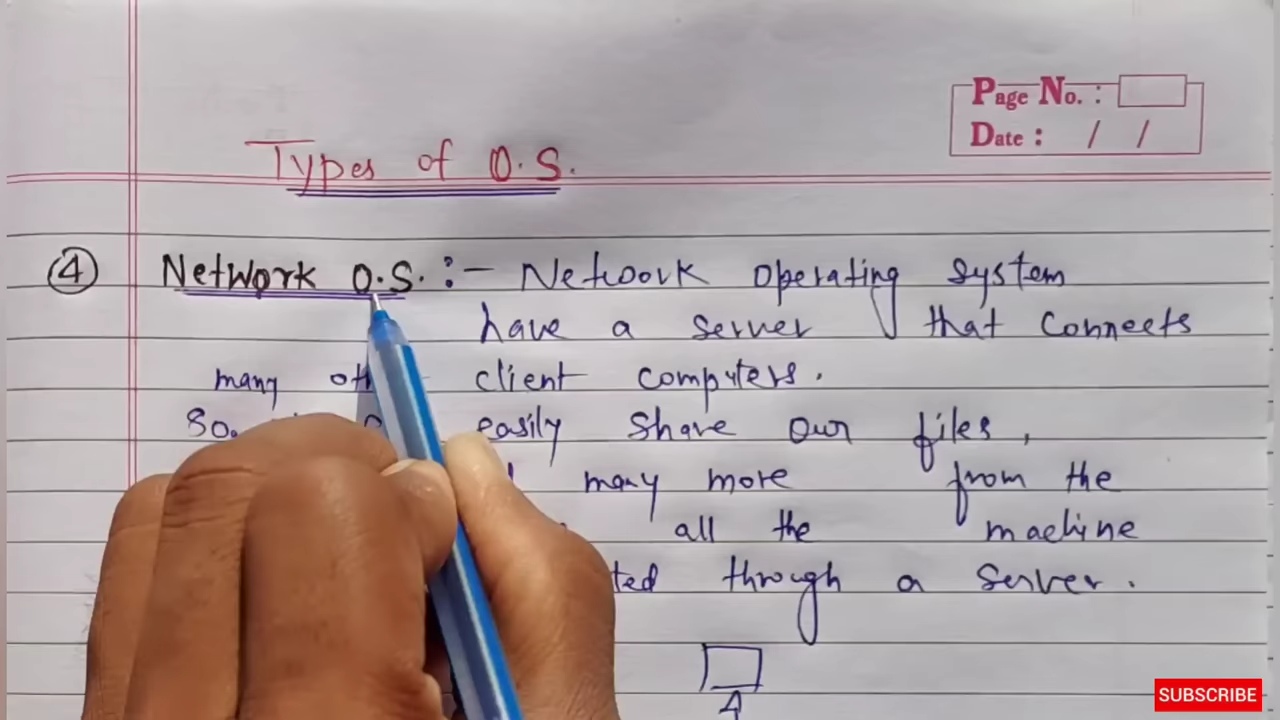 Page No. :
Date : / /
Types of O.S.
④ Network O.S. :- Network operating system
have a server that connects
many client computers.
So. easily share our files,
many more from the
all the machine
through a server.
SUBSCRIBE